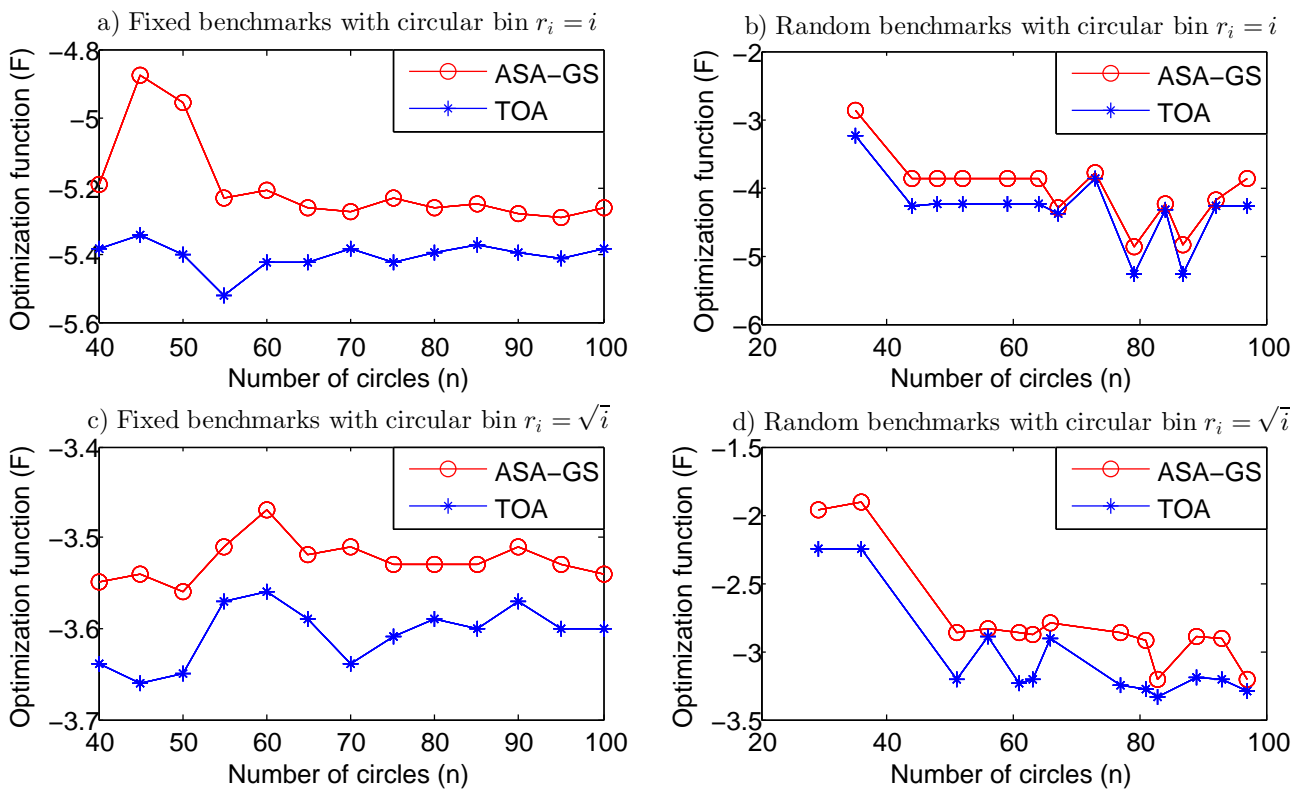 a) Fixed benchmarks with circular bin r_i = i
Optimization function (F)
−4.8
−5
−5.2
−5.4
−5.6
ASA−GS
TOA
40 50 60 70 80 90 100
Number of circles (n)
b) Random benchmarks with circular bin r_i = i
Optimization function (F)
−2
−3
−4
−5
−6
ASA−GS
TOA
20 40 60 80 100
Number of circles (n)
c) Fixed benchmarks with circular bin r_i = √i
Optimization function (F)
−3.4
−3.5
−3.6
−3.7
ASA−GS
TOA
40 50 60 70 80 90 100
Number of circles (n)
d) Random benchmarks with circular bin r_i = √i
Optimization function (F)
−1.5
−2
−2.5
−3
−3.5
ASA−GS
TOA
20 40 60 80 100
Number of circles (n)